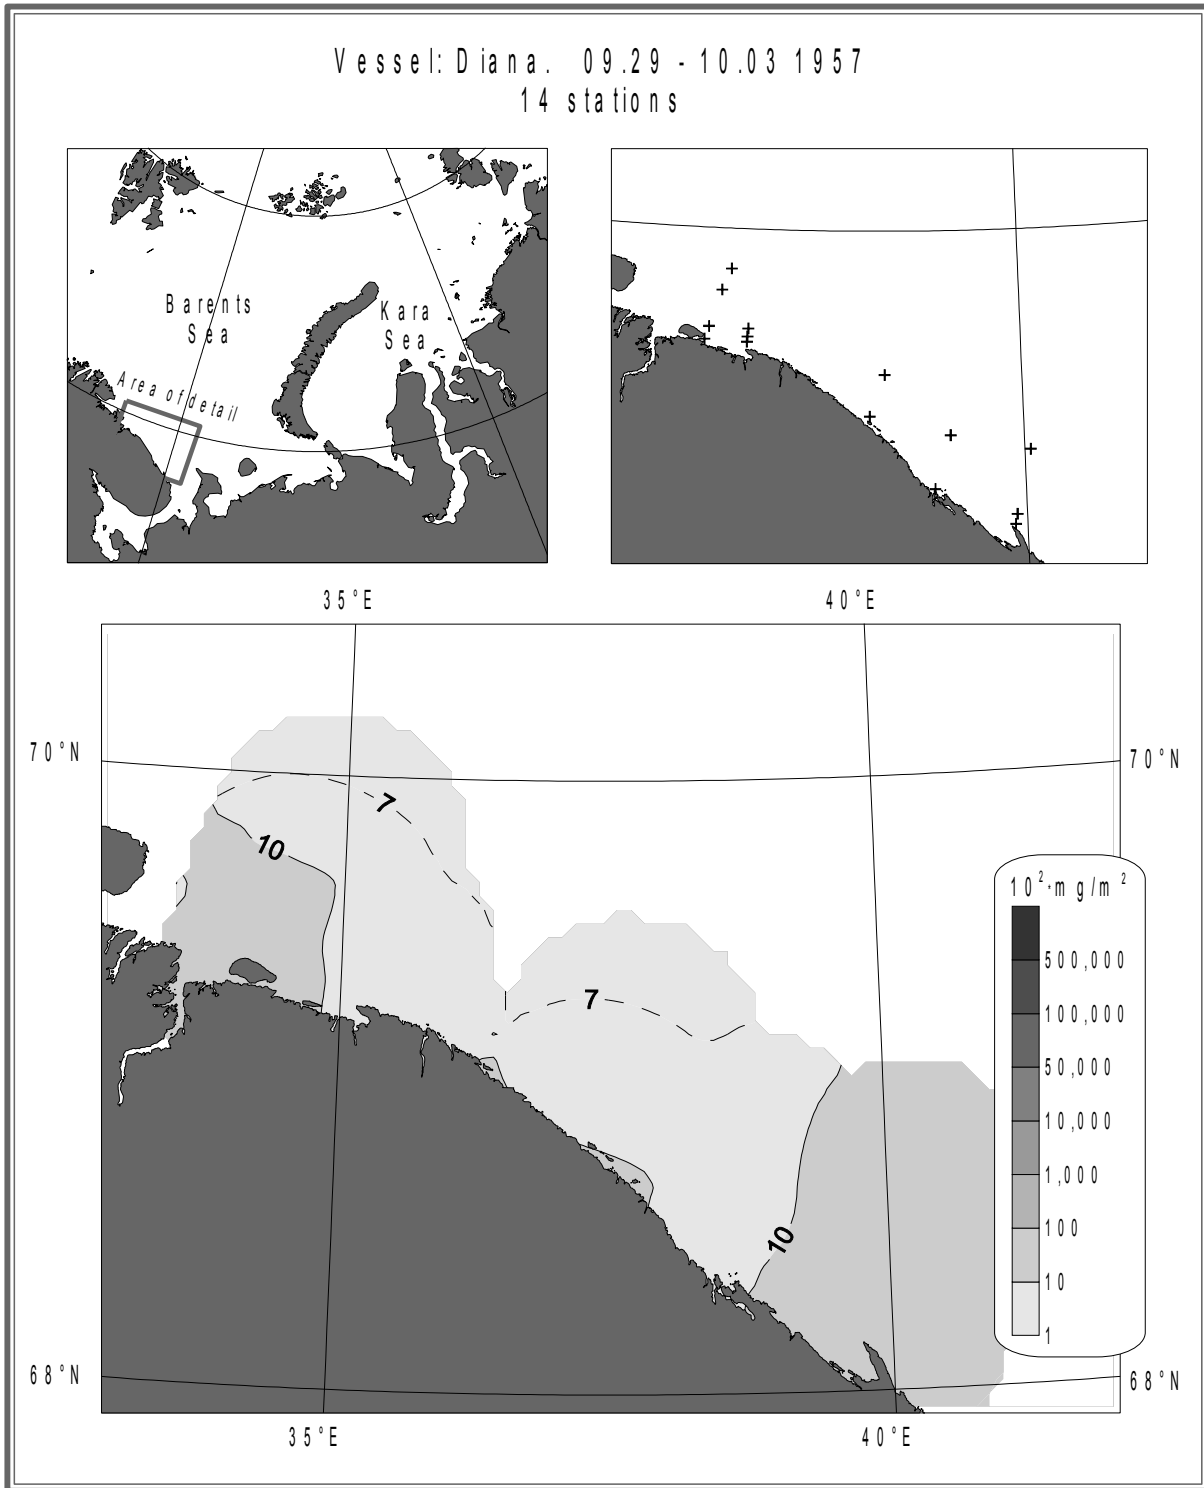 Vessel: Diana. 09.29 - 10.03 1957
14 stations
Barents
Sea
Kara
Sea
Area of detail
35°E
40°E
70°N
70°N
7
10
7
10
10²·mg/m²
500,000
100,000
50,000
10,000
1,000
100
10
1
68°N
68°N
35°E
40°E